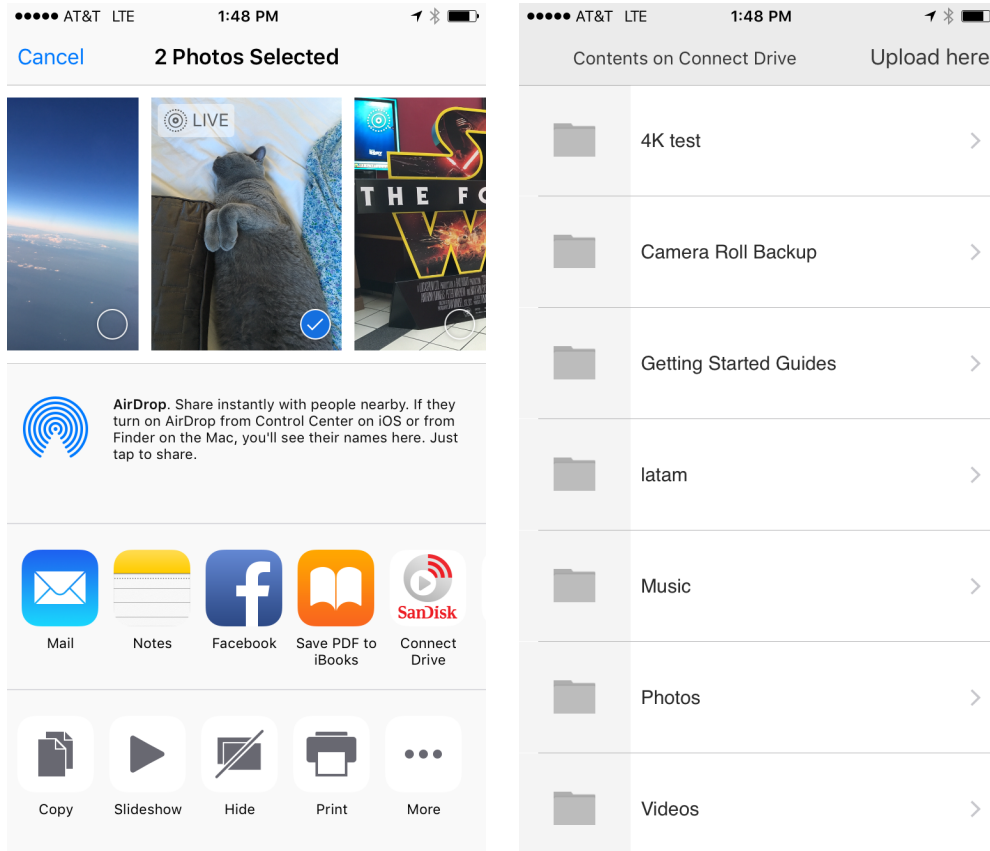 AT&T LTE 1:48 PM
Cancel 2 Photos Selected
LIVE
S
THE FO
W
AirDrop. Share instantly with people nearby. If they
turn on AirDrop from Control Center on iOS or from
Finder on the Mac, you'll see their names here. Just
tap to share.
SanDisk
Mail Notes Facebook Save PDF to
iBooks Connect
Drive
Copy Slideshow Hide Print More
AT&T LTE 1:48 PM
Contents on Connect Drive Upload here
4K test
Camera Roll Backup
Getting Started Guides
latam
Music
Photos
Videos